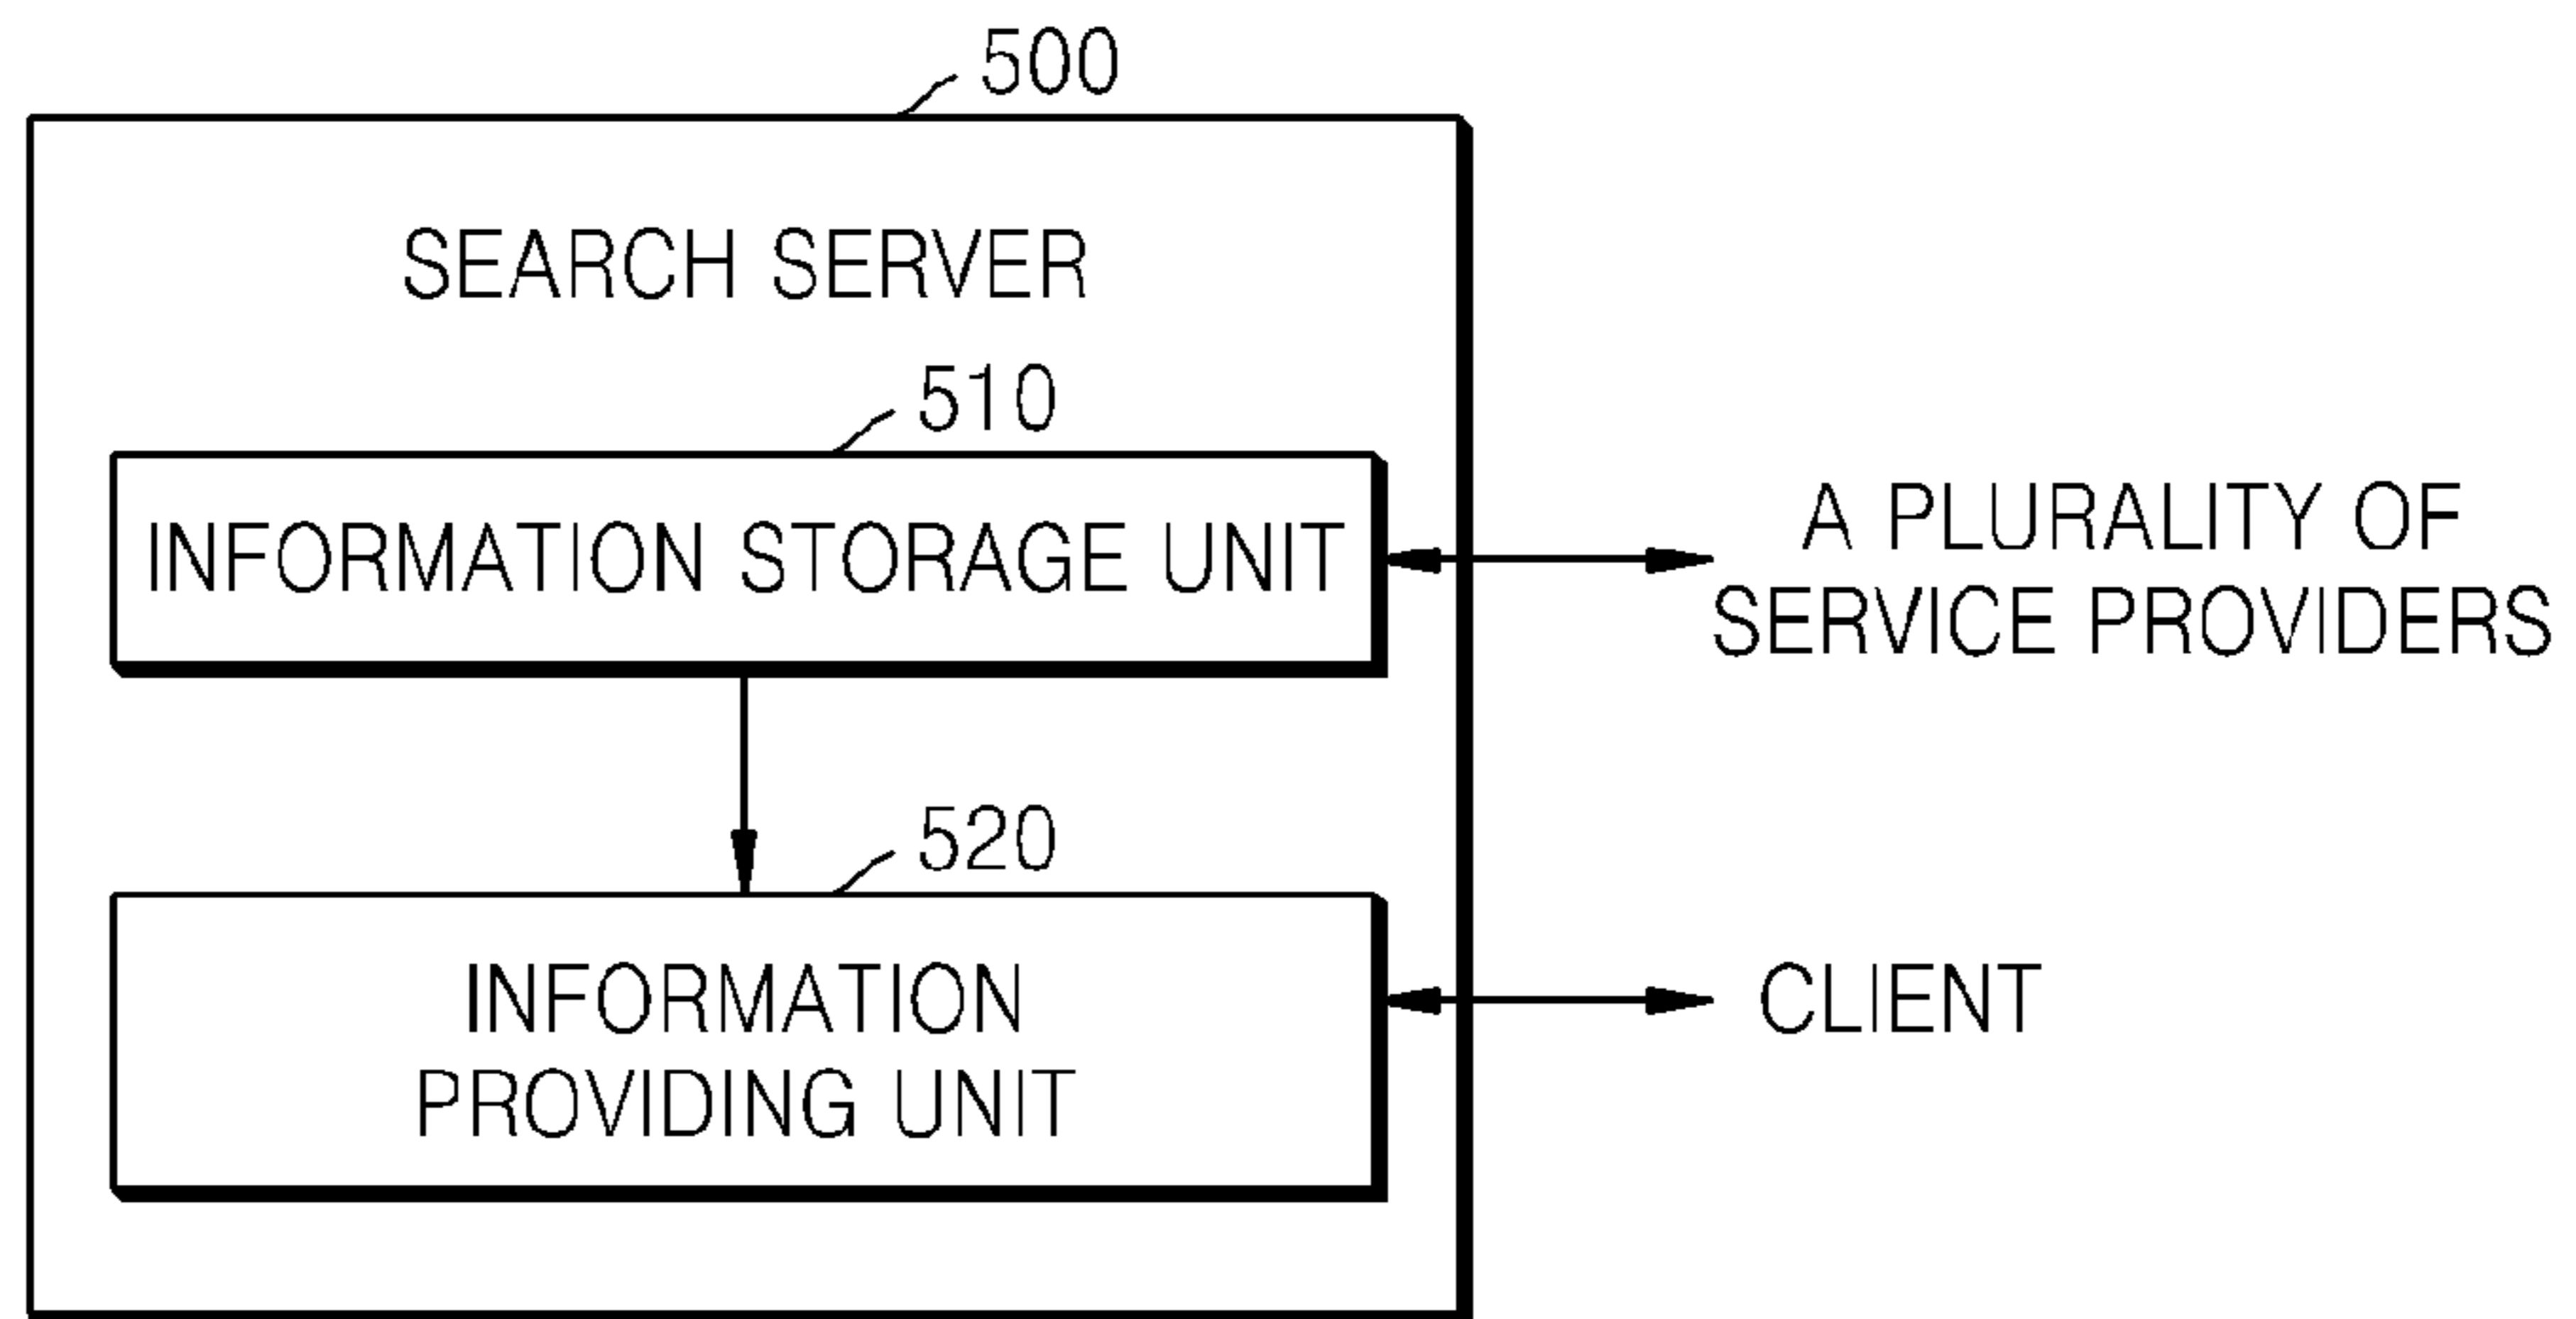 500
SEARCH SERVER
510
INFORMATION STORAGE UNIT
A PLURALITY OF
SERVICE PROVIDERS
520
INFORMATION
PROVIDING UNIT
CLIENT